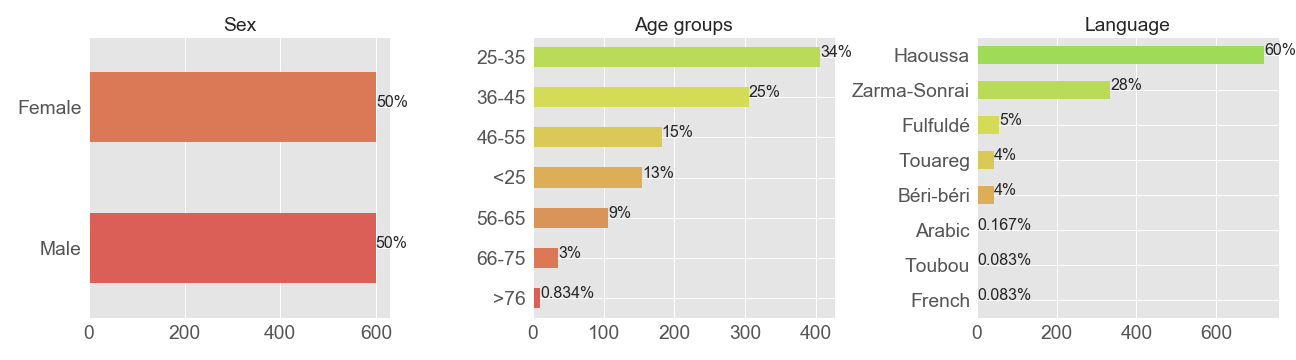 Sex
Female
50%
Male
50%
0 200 400 600
Age groups
25-35
34%
36-45
25%
46-55
15%
<25
13%
56-65
9%
66-75
3%
>76
0.834%
0 100 200 300 400
Language
Haoussa
60%
Zarma-Sonrai
28%
Fulfuldé
5%
Touareg
4%
Béri-béri
4%
Arabic
0.167%
Toubou
0.083%
French
0.083%
0 200 400 600